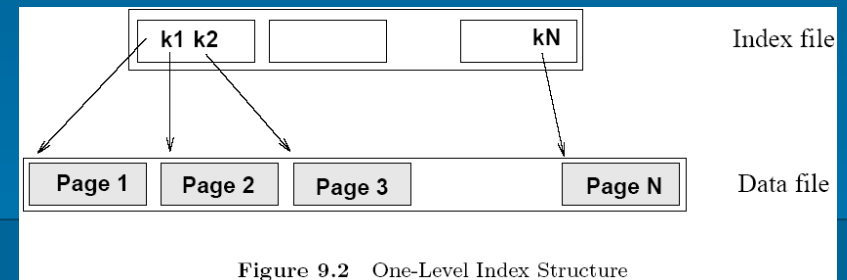 k1 k2 kN Index file
Page 1 Page 2 Page 3 Page N Data file
Figure 9.2 One-Level Index Structure